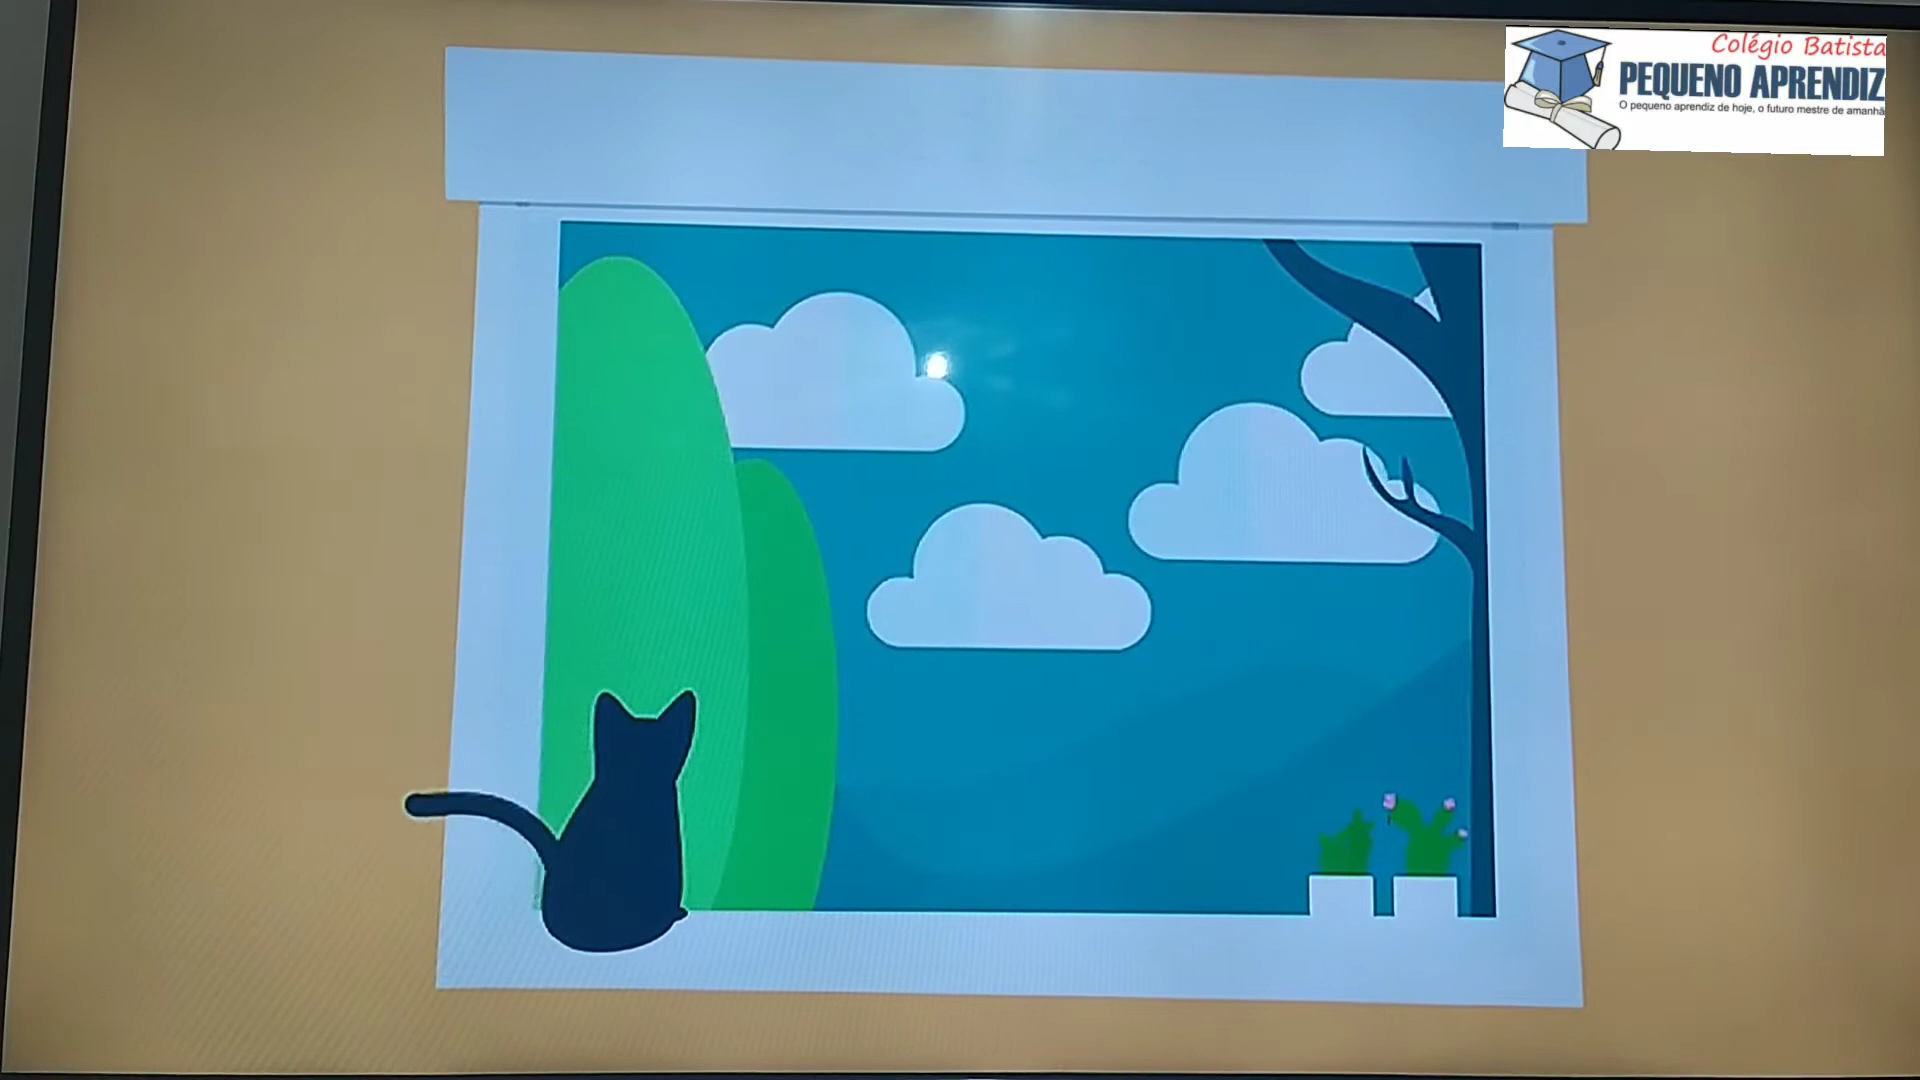 Colégio Batista
PEQUENO APRENDIZ
O pequeno aprendiz de hoje, o futuro mestre de amanhã